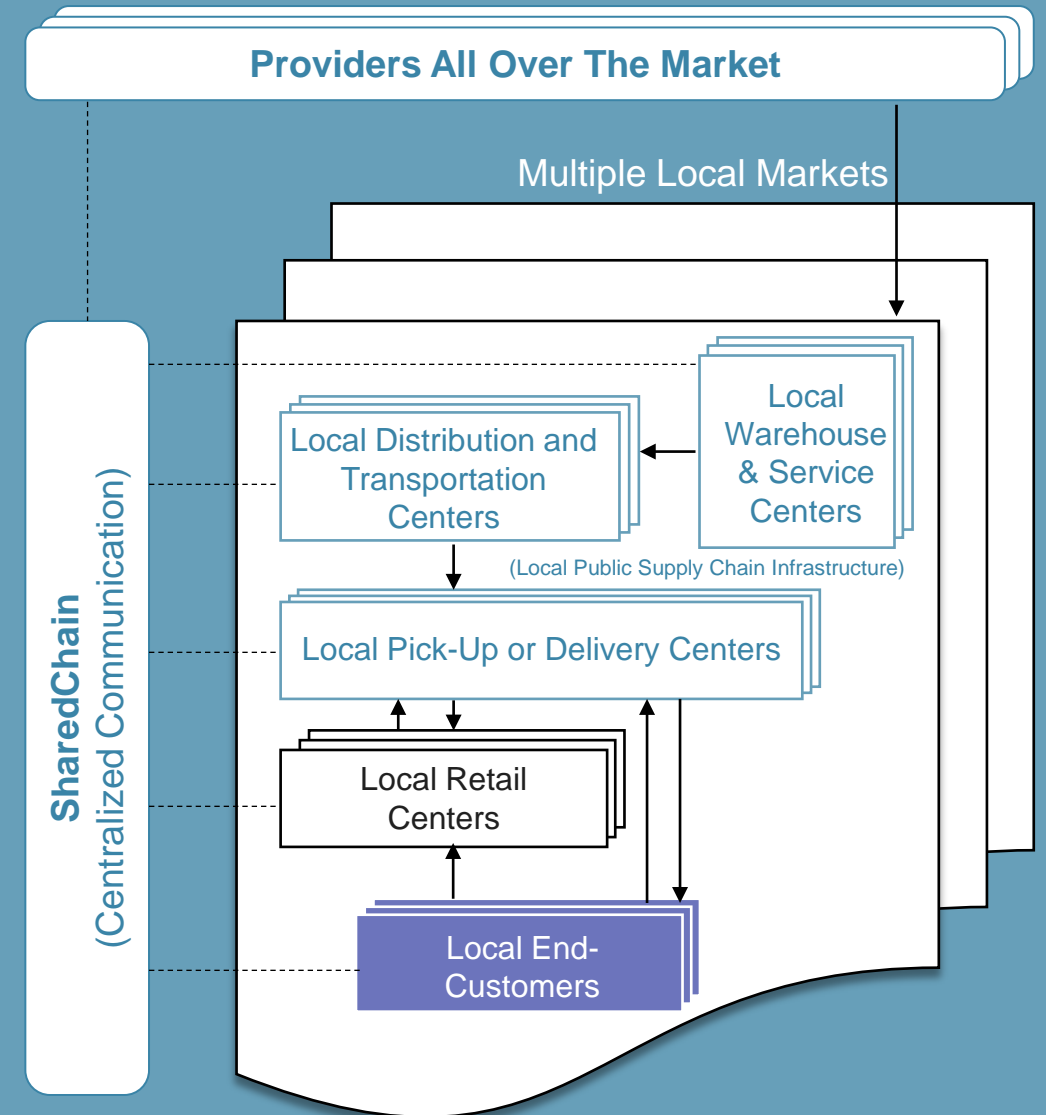 Providers All Over The Market
Multiple Local Markets
SharedChain
(Centralized Communication)
Local
Warehouse
& Service
Centers
Local Distribution and
Transportation
Centers
(Local Public Supply Chain Infrastructure)
Local Pick-Up or Delivery Centers
Local Retail
Centers
Local End-
Customers